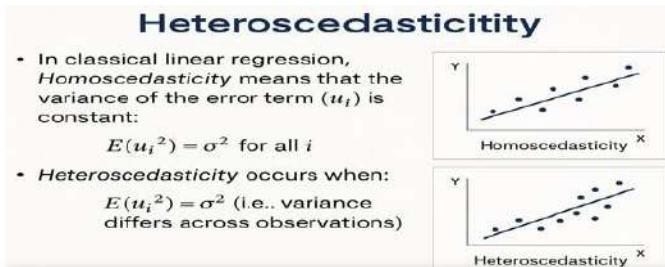 Heteroscedasticitity
• In classical linear regression,
Homoscedasticity means that the
variance of the error term (uᵢ) is
constant:
E(uᵢ²) = σ² for all i
• Heteroscedasticity occurs when:
E(uᵢ²) = σ² (i.e.. variance
differs across observations)
Y
X
Homoscedasticity
Y
X
Heteroscedasticity